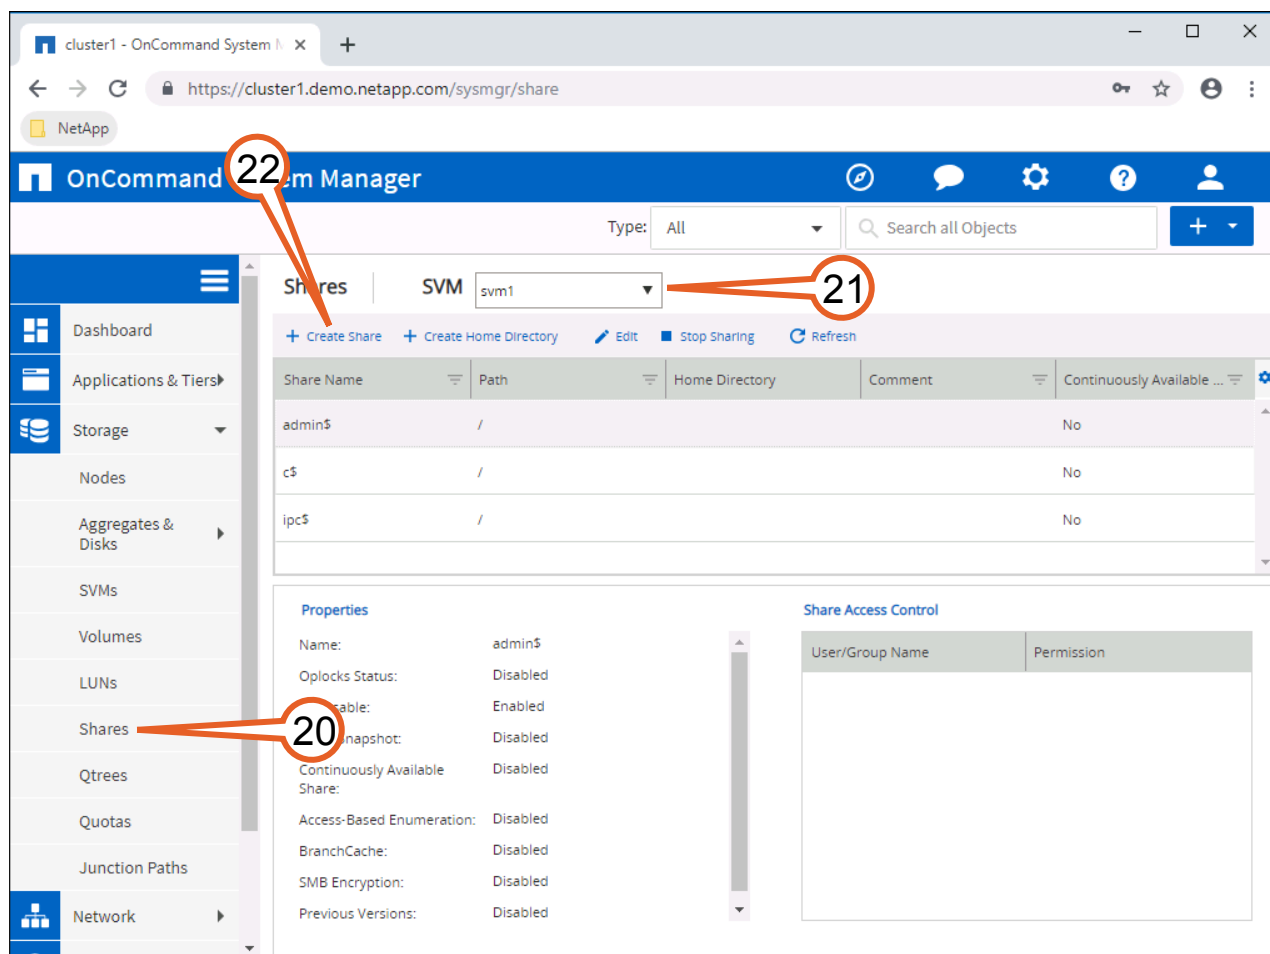 cluster1 - OnCommand System M
https://cluster1.demo.netapp.com/sysmgr/share
NetApp
OnCommand
22
em Manager
Type:
All
Search all Objects
Shares
SVM
svm1
21
Create Share
Create Home Directory
Edit
Stop Sharing
Refresh
Share Name
Path
Home Directory
Comment
Continuously Available ...
admin$
/
No
c$
/
No
ipc$
/
No
Dashboard
Applications & Tiers
Storage
Nodes
Aggregates &
Disks
SVMs
Volumes
LUNs
Shares
20
Qtrees
Quotas
Junction Paths
Network
Properties
Name: admin$
Oplocks Status: Disabled
sable: Enabled
napshot: Disabled
Continuously Available Disabled
Share:
Access-Based Enumeration: Disabled
BranchCache: Disabled
SMB Encryption: Disabled
Previous Versions: Disabled
Share Access Control
User/Group Name
Permission